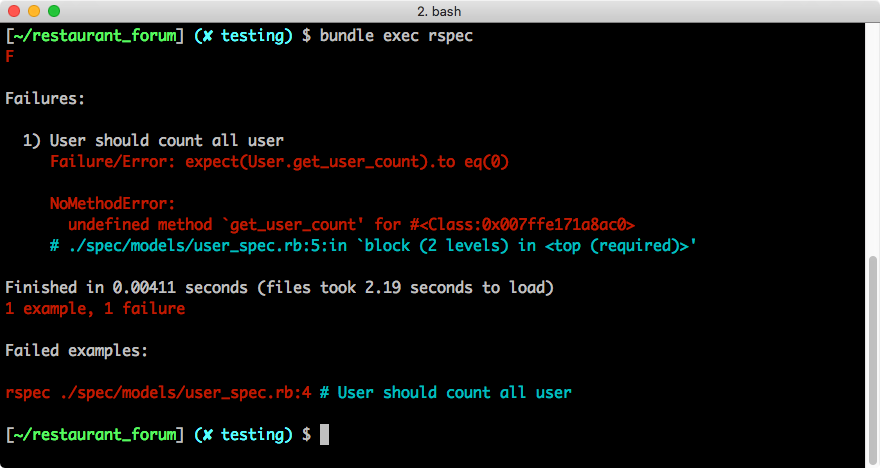 2. bash
[~/restaurant_forum] (✘ testing) $ bundle exec rspec
F
Failures:
1) User should count all user
Failure/Error: expect(User.get_user_count).to eq(0)
NoMethodError:
undefined method `get_user_count' for #<Class:0x007ffe171a8ac0>
# ./spec/models/user_spec.rb:5:in `block (2 levels) in <top (required)>'
Finished in 0.00411 seconds (files took 2.19 seconds to load)
1 example, 1 failure
Failed examples:
rspec ./spec/models/user_spec.rb:4 # User should count all user
[~/restaurant_forum] (✘ testing) $